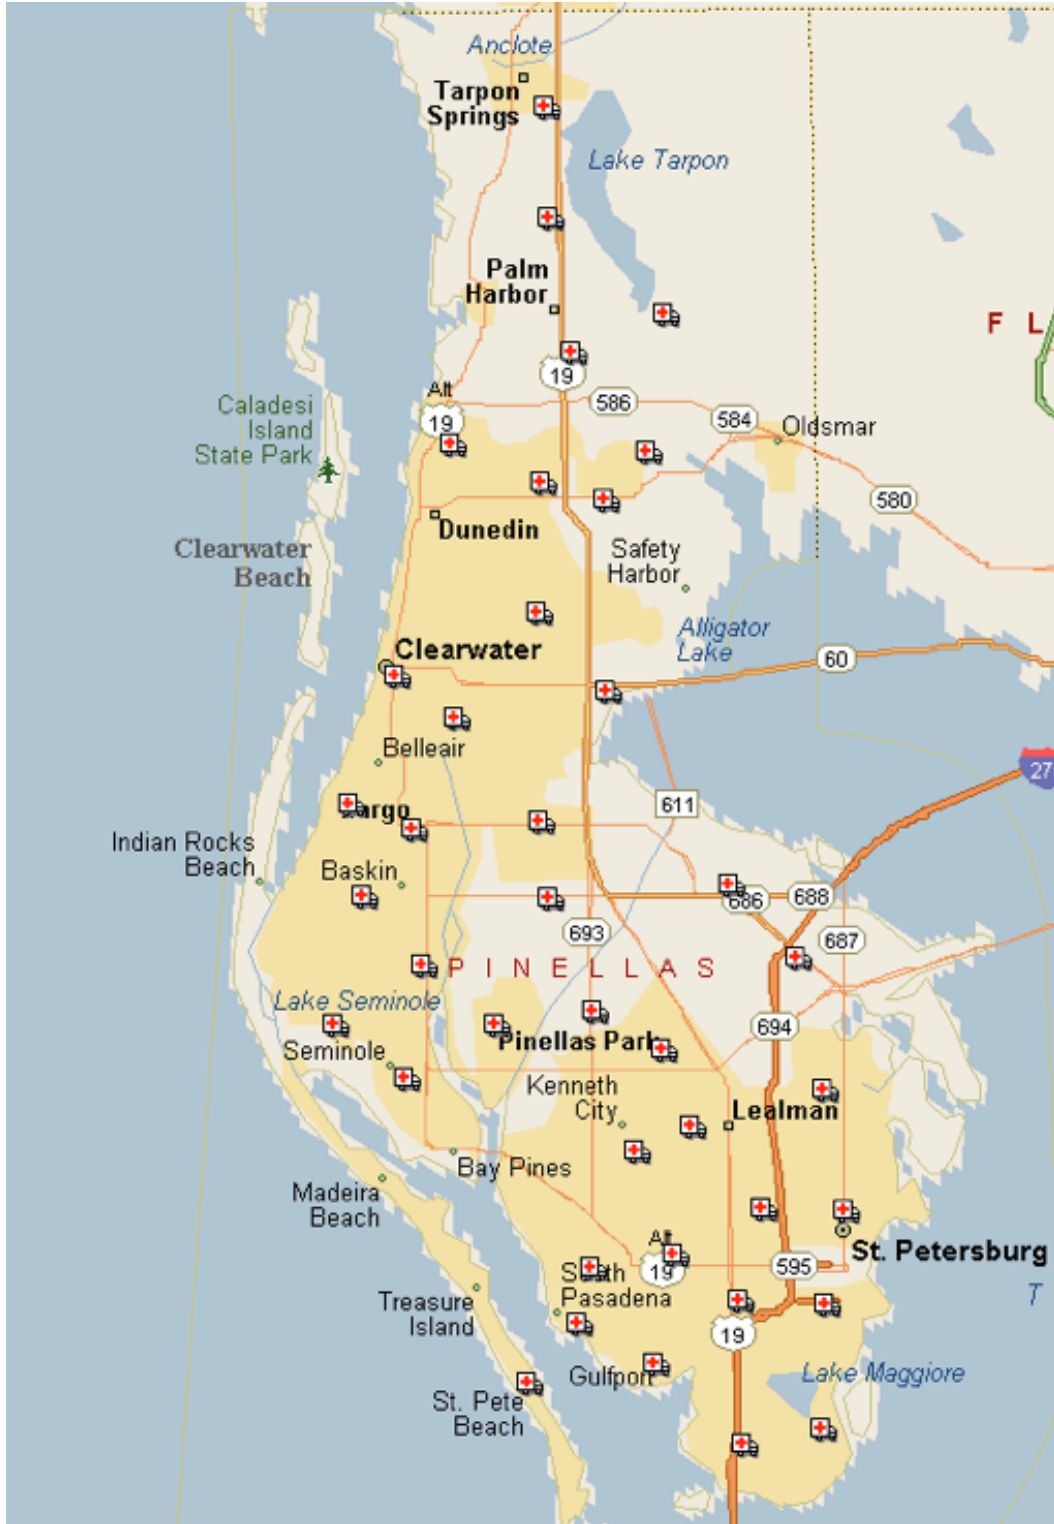 Anclote
Tarpon
Springs
Lake Tarpon
Palm
Harbor
F L
19
Alt
19
586
584
Oldsmar
Caladesi
Island
State Park
580
Dunedin
Clearwater
Beach
Safety
Harbor
Alligator
Lake
Clearwater
60
Belleair
27
611
Largo
Indian Rocks
Beach
Baskin
686
688
693
687
PINELLAS
Lake Seminole
694
Seminole
Pinellas Park
Kenneth
City
Lealman
Bay Pines
Madeira
Beach
St. Petersburg
Alt
19
595
South
Pasadena
T
Treasure
Island
19
Gulfport
Lake Maggiore
St. Pete
Beach